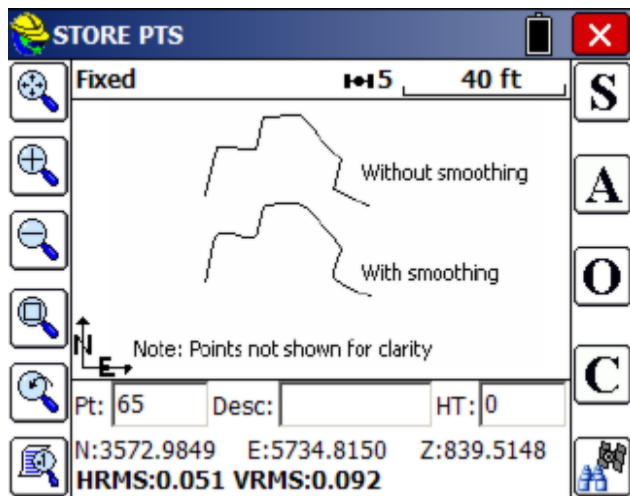 STORE PTS
Fixed 5 40 ft
S
Without smoothing
A
With smoothing
O
N
E
Note: Points not shown for clarity
C
Pt: 65 Desc: HT: 0
N:3572.9849 E:5734.8150 Z:839.5148
HRMS:0.051 VRMS:0.092